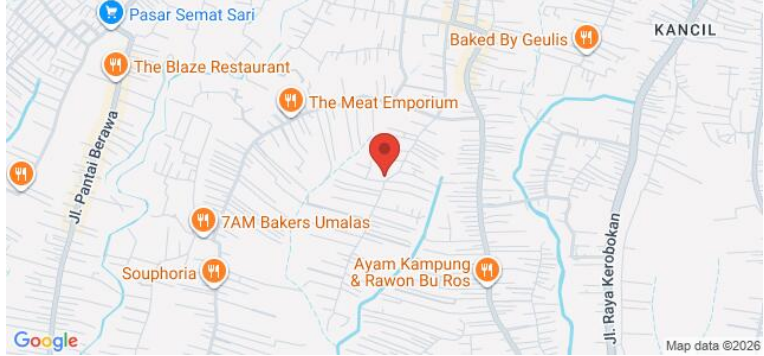 Pasar Semat Sari
Baked By Geulis
KANCIL
The Blaze Restaurant
The Meat Emporium
Jl. Pantai Berawa
7AM Bakers Umalas
Jl. Raya Kerobokan
Souphoria
Ayam Kampung
& Rawon Bu Ros
Google
Map data ©2026